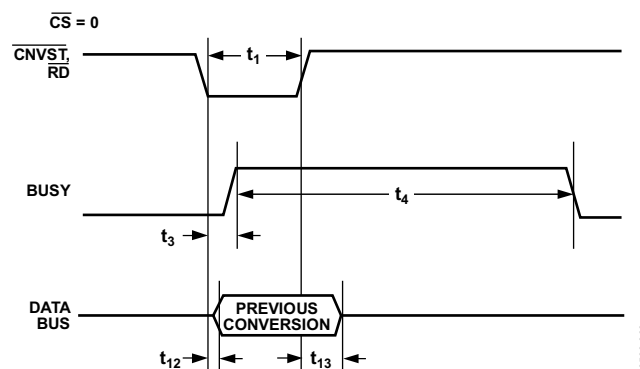 CS = 0
CNVST,
RD
t1
BUSY
t4
t3
DATA
BUS
PREVIOUS
CONVERSION
t12
t13